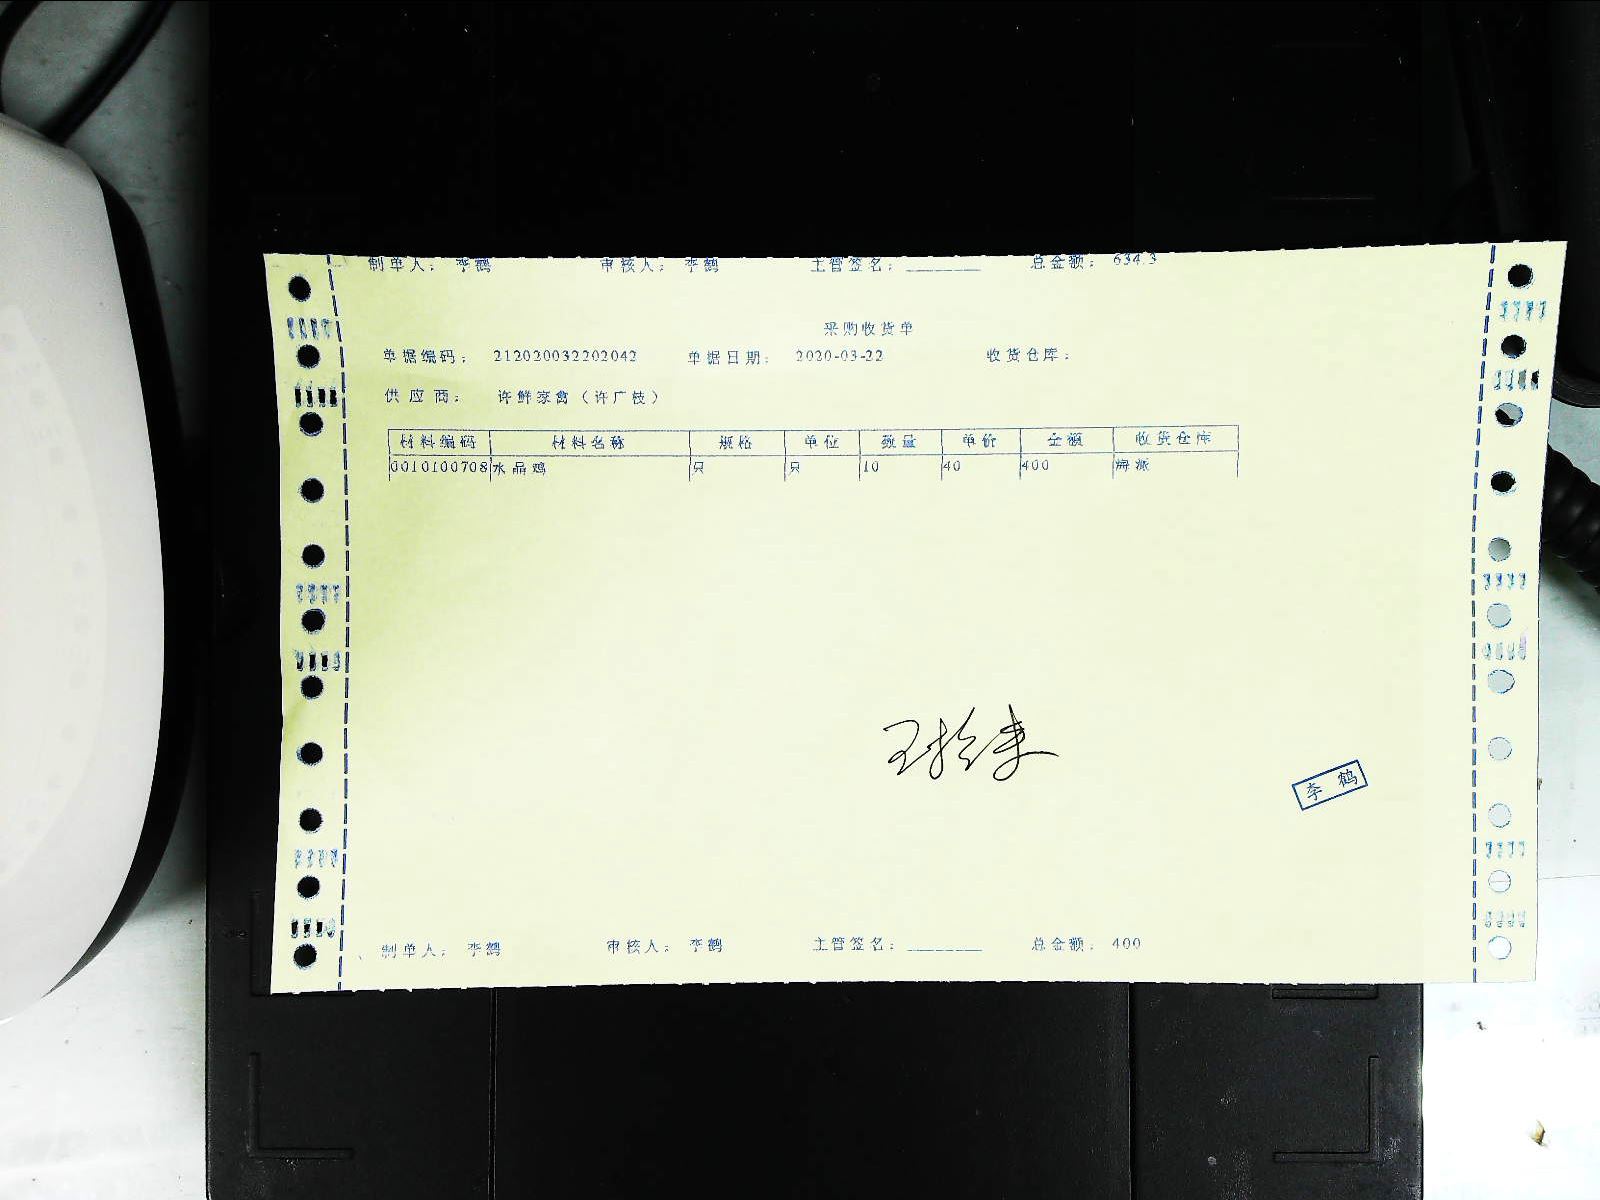 制单人： 李鹤 审核人： 李鹤 主管签名：________ 总金额： 634.3
采购收货单
单据编码： 212020032202042 单据日期： 2020-03-22 收货仓库：
供应商： 许鲜家禽（许广枝）
材料编码 材料名称 规格 单位 数量 单价 金额 收货仓库
0010100708 水晶鸡 只 只 10 40 400 海派
李鹤
制单人： 李鹤 审核人： 李鹤 主管签名：________ 总金额： 400